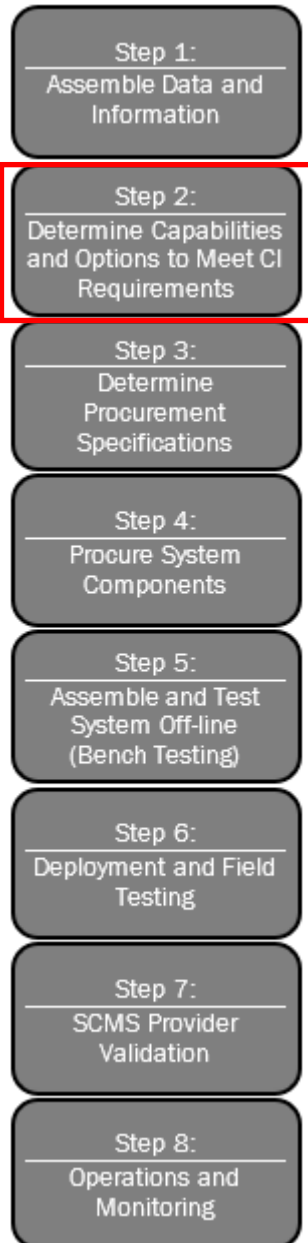 Step 1:
Assemble Data and
Information
Step 2:
Determine Capabilities
and Options to Meet CI
Requirements
Step 3:
Determine
Procurement
Specifications
Step 4:
Procure System
Components
Step 5:
Assemble and Test
System Off-line
(Bench Testing)
Step 6:
Deployment and Field
Testing
Step 7:
SCMS Provider
Validation
Step 8:
Operations and
Monitoring